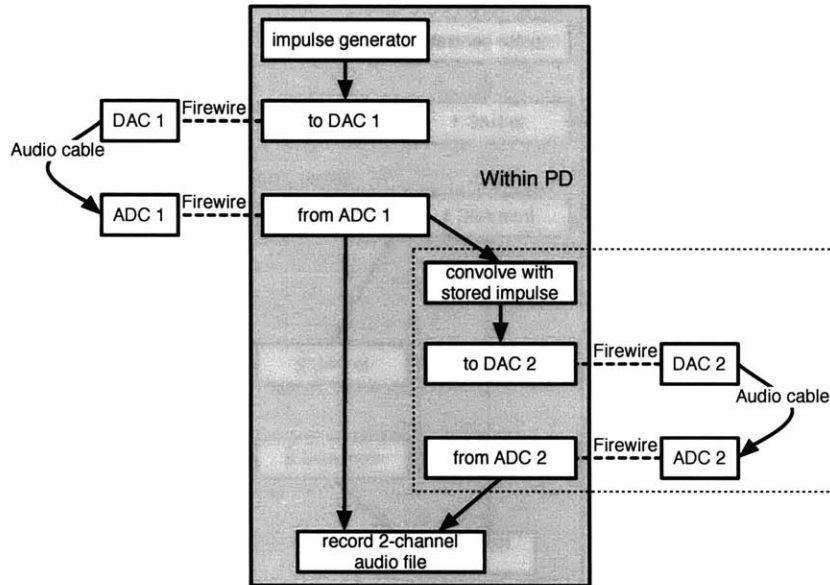 impulse generator
DAC 1
Firewire
to DAC 1
Audio cable
Within PD
ADC 1
Firewire
from ADC 1
convolve with
stored impulse
to DAC 2
Firewire
DAC 2
Audio cable
from ADC 2
Firewire
ADC 2
record 2-channel
audio file